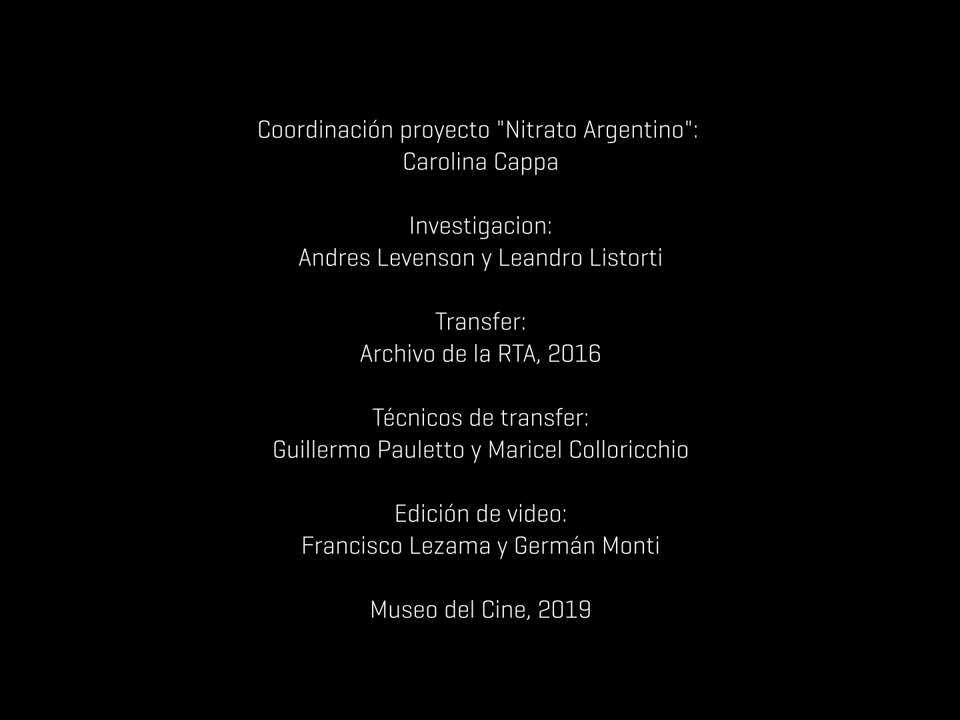 Coordinación proyecto "Nitrato Argentino":
Carolina Cappa
Investigacion:
Andres Levenson y Leandro Listorti
Transfer:
Archivo de la RTA, 2016
Técnicos de transfer:
Guillermo Pauletto y Maricel Colloricchio
Edición de video:
Francisco Lezama y Germán Monti
Museo del Cine, 2019